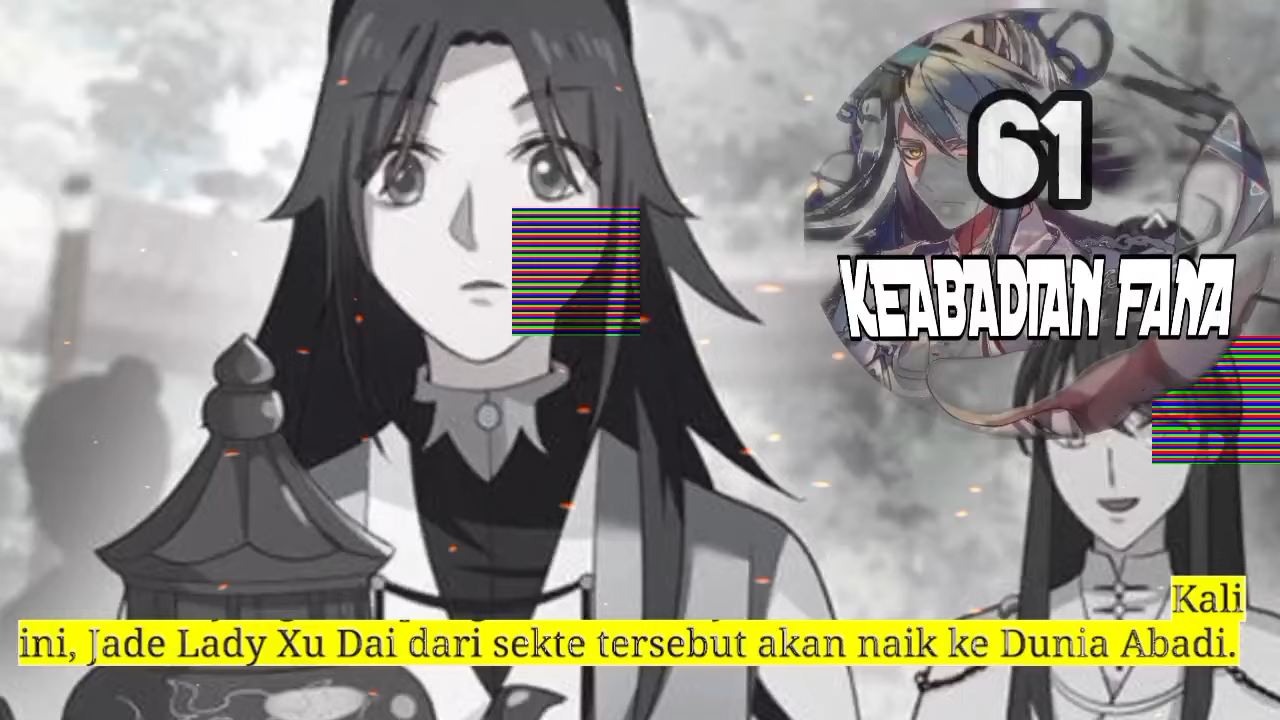 61
KEABADIAN FANA
Kali
ini, Jade Lady Xu Dai dari sekte tersebut akan naik ke Dunia Abadi.